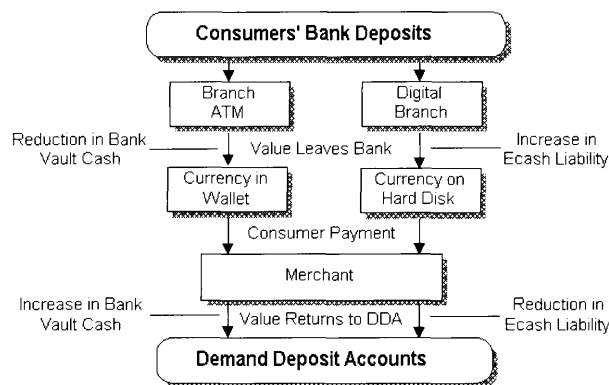 Consumers' Bank Deposits
Branch
ATM
Digital
Branch
Reduction in Bank
Vault Cash
Value Leaves Bank
Increase in
Ecash Liability
Currency in
Wallet
Currency on
Hard Disk
Consumer Payment
Merchant
Increase in Bank
Vault Cash
Value Returns to DDA
Reduction in
Ecash Liability
Demand Deposit Accounts